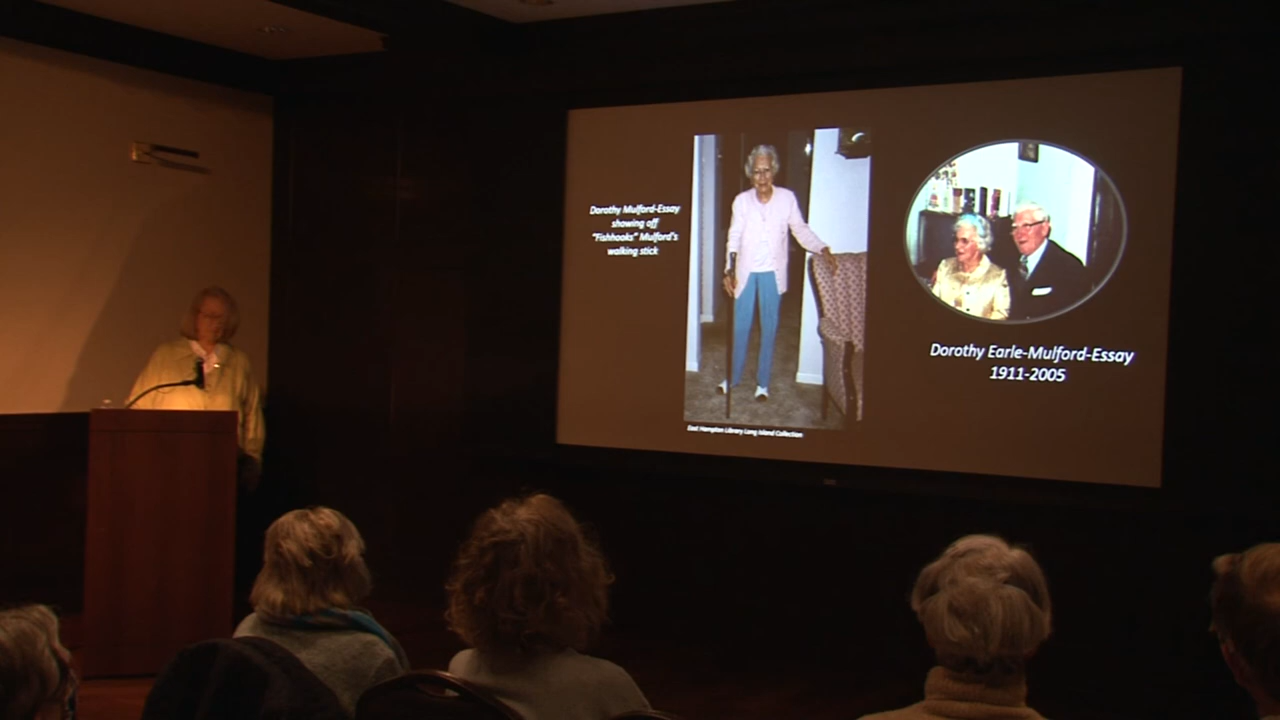 Dorothy Mulford-Essay
showing off
"Fishhooks" Mulford's
walking stick
East Hampton Library Long Island Collection
Dorothy Earle-Mulford-Essay
1911-2005